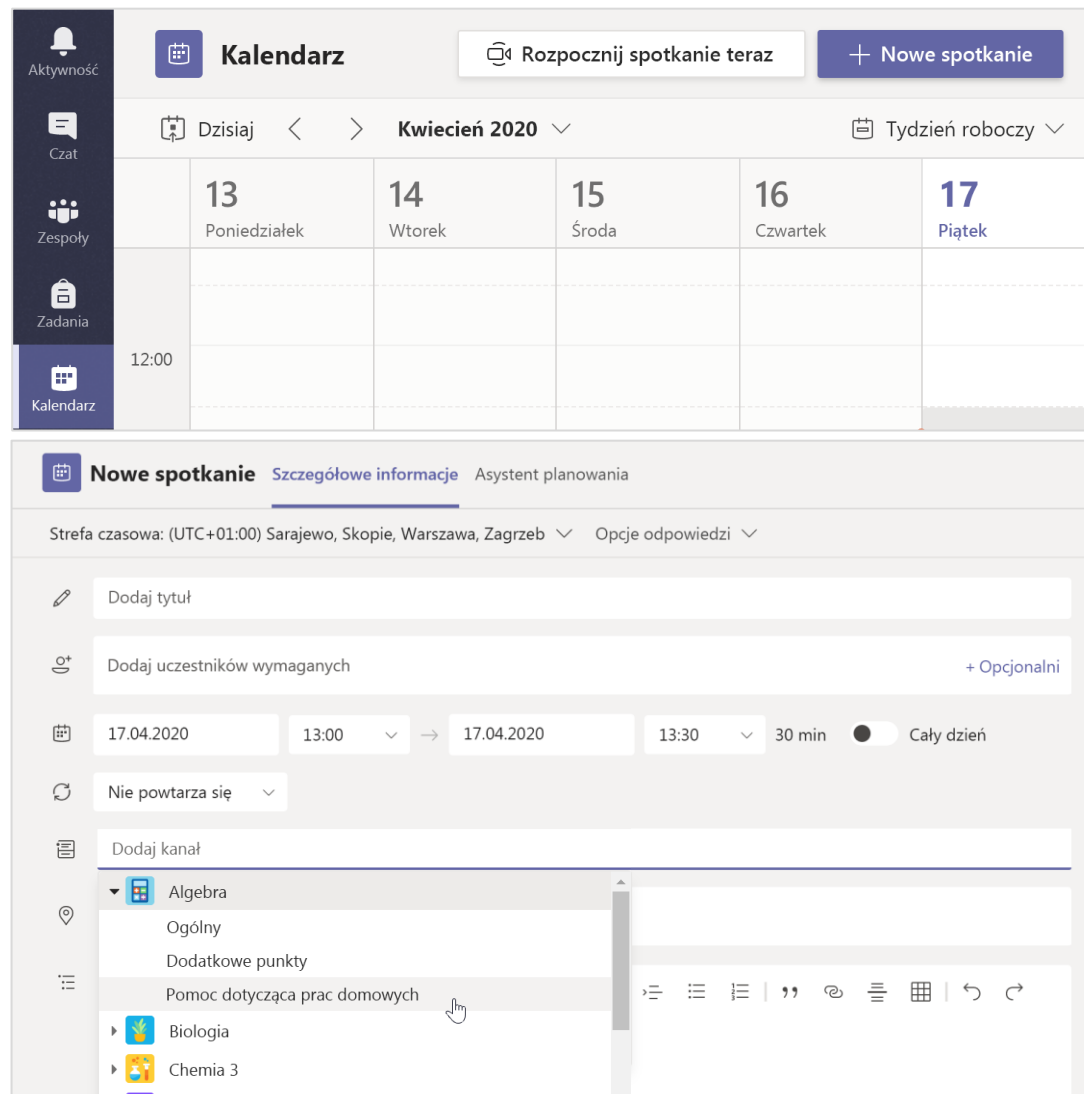 Aktywność
Kalendarz
Rozpocznij spotkanie teraz
+ Nowe spotkanie
Czat
Dzisiaj
Kwiecień 2020
Tydzień roboczy
Zespoły
13
14
15
16
17
Poniedziałek
Wtorek
Środa
Czwartek
Piątek
Zadania
12:00
Kalendarz
Nowe spotkanie Szczegółowe informacje Asystent planowania
Strefa czasowa: (UTC+01:00) Sarajewo, Skopie, Warszawa, Zagrzeb Opcje odpowiedzi
Dodaj tytuł
Dodaj uczestników wymaganych + Opcjonalni
17.04.2020 13:00 → 17.04.2020 13:30 30 min Cały dzień
Nie powtarza się
Dodaj kanał
Algebra
Ogólny
Dodatkowe punkty
Pomoc dotycząca prac domowych
Biologia
Chemia 3